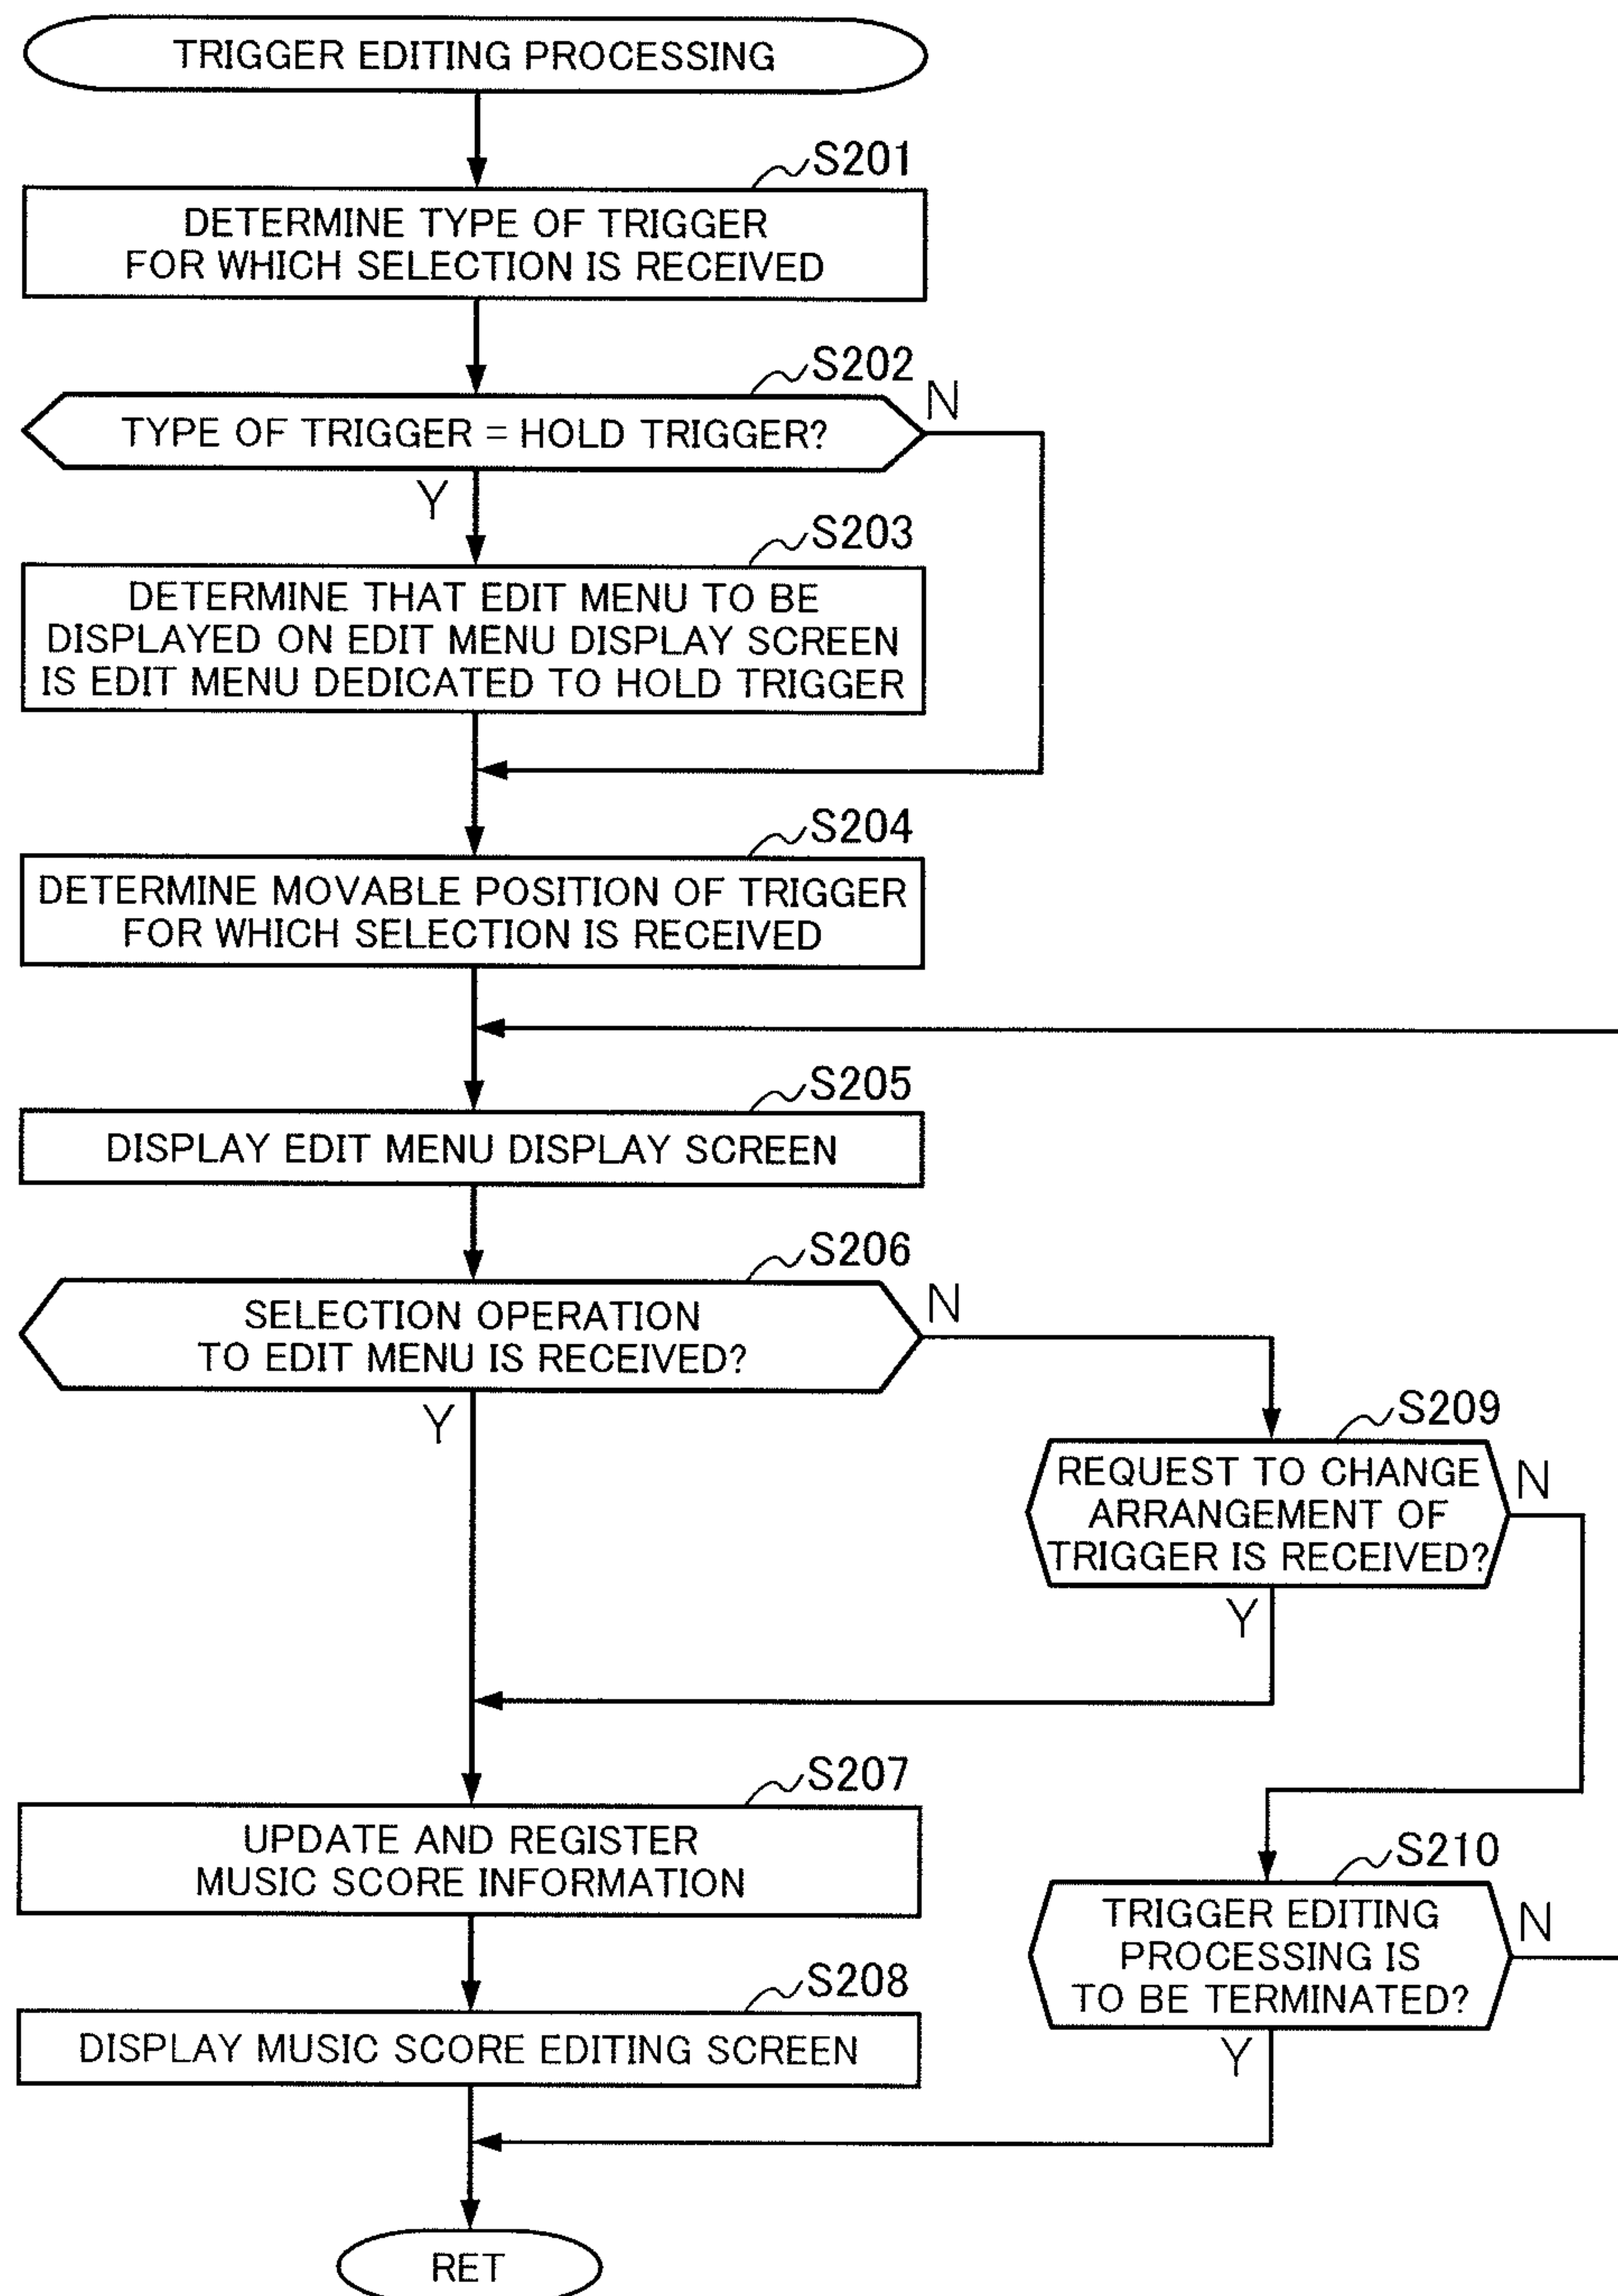 TRIGGER EDITING PROCESSING
S201
DETERMINE TYPE OF TRIGGER
FOR WHICH SELECTION IS RECEIVED
S202
TYPE OF TRIGGER = HOLD TRIGGER?
N
Y
S203
DETERMINE THAT EDIT MENU TO BE
DISPLAYED ON EDIT MENU DISPLAY SCREEN
IS EDIT MENU DEDICATED TO HOLD TRIGGER
S204
DETERMINE MOVABLE POSITION OF TRIGGER
FOR WHICH SELECTION IS RECEIVED
S205
DISPLAY EDIT MENU DISPLAY SCREEN
S206
SELECTION OPERATION
TO EDIT MENU IS RECEIVED?
N
Y
S209
REQUEST TO CHANGE
ARRANGEMENT OF
TRIGGER IS RECEIVED?
N
Y
S207
UPDATE AND REGISTER
MUSIC SCORE INFORMATION
S210
TRIGGER EDITING
PROCESSING IS
TO BE TERMINATED?
N
Y
S208
DISPLAY MUSIC SCORE EDITING SCREEN
RET